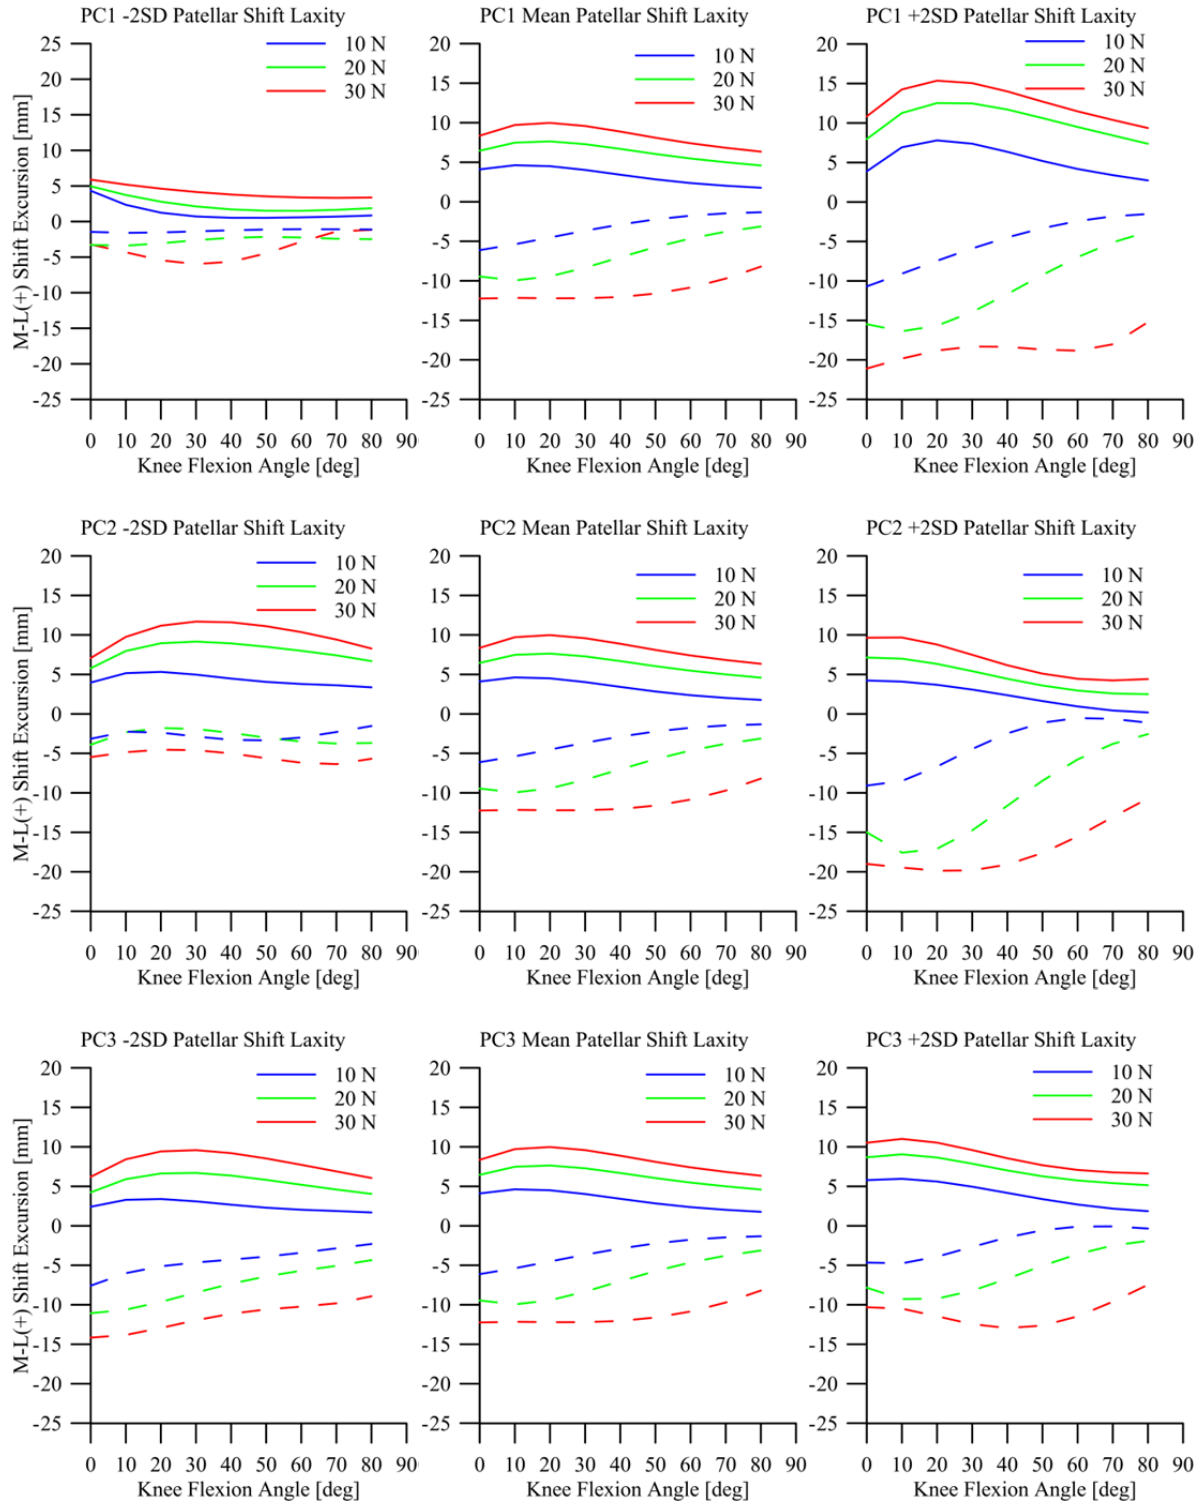 PC1 -2SD Patellar Shift Laxity
PC1 Mean Patellar Shift Laxity
PC1 +2SD Patellar Shift Laxity
M-L(+) Shift Excursion [mm]
25
20
15
10
5
0
-5
-10
-15
-20
-25
10 N
20 N
30 N
0 10 20 30 40 50 60 70 80 90
Knee Flexion Angle [deg]
20
15
10
5
0
-5
-10
-15
-20
-25
10 N
20 N
30 N
0 10 20 30 40 50 60 70 80 90
Knee Flexion Angle [deg]
20
15
10
5
0
-5
-10
-15
-20
-25
10 N
20 N
30 N
0 10 20 30 40 50 60 70 80 90
Knee Flexion Angle [deg]
PC2 -2SD Patellar Shift Laxity
PC2 Mean Patellar Shift Laxity
PC2 +2SD Patellar Shift Laxity
M-L(+) Shift Excursion [mm]
20
15
10
5
0
-5
-10
-15
-20
-25
10 N
20 N
30 N
0 10 20 30 40 50 60 70 80 90
Knee Flexion Angle [deg]
20
15
10
5
0
-5
-10
-15
-20
-25
10 N
20 N
30 N
0 10 20 30 40 50 60 70 80 90
Knee Flexion Angle [deg]
20
15
10
5
0
-5
-10
-15
-20
-25
10 N
20 N
30 N
0 10 20 30 40 50 60 70 80 90
Knee Flexion Angle [deg]
PC3 -2SD Patellar Shift Laxity
PC3 Mean Patellar Shift Laxity
PC3 +2SD Patellar Shift Laxity
M-L(+) Shift Excursion [mm]
20
15
10
5
0
-5
-10
-15
-20
-25
10 N
20 N
30 N
0 10 20 30 40 50 60 70 80 90
Knee Flexion Angle [deg]
20
15
10
5
0
-5
-10
-15
-20
-25
10 N
20 N
30 N
0 10 20 30 40 50 60 70 80 90
Knee Flexion Angle [deg]
20
15
10
5
0
-5
-10
-15
-20
-25
10 N
20 N
30 N
0 10 20 30 40 50 60 70 80 90
Knee Flexion Angle [deg]